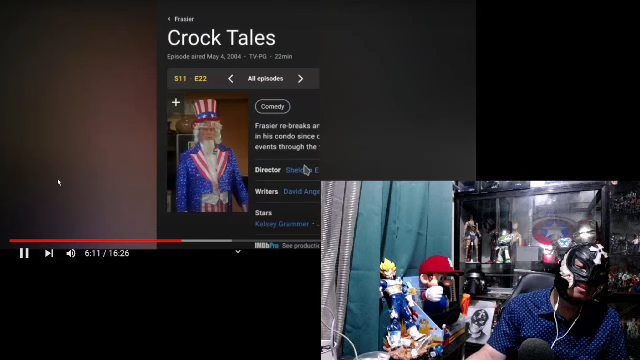 < Frasier
Crock Tales
Episode aired May 4, 2004 · TV-PG · 22min
S11 · E22
All episodes
Comedy
Frasier re-breaks an
in his condo since
events through the
Director
Writers David Ange
Stars
Kelsey Grammer
IMDbPro See producti
6:11 / 16:26